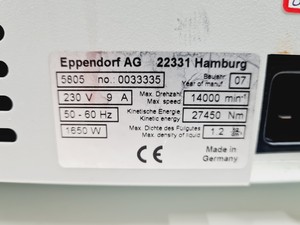 Eppendorf AG 22331 Hamburg
5805 no.: 0033335 Baujahr Year of manuf. 07
230 V 9 A Max. Drehzahl Max. speed 14000 min⁻¹
50 - 60 Hz Kinetische Energie Kinetic energy 27450 Nm
1650 W Max. Dichte des Füllgutes Max. density of liquid 1.2
CE Made in Germany